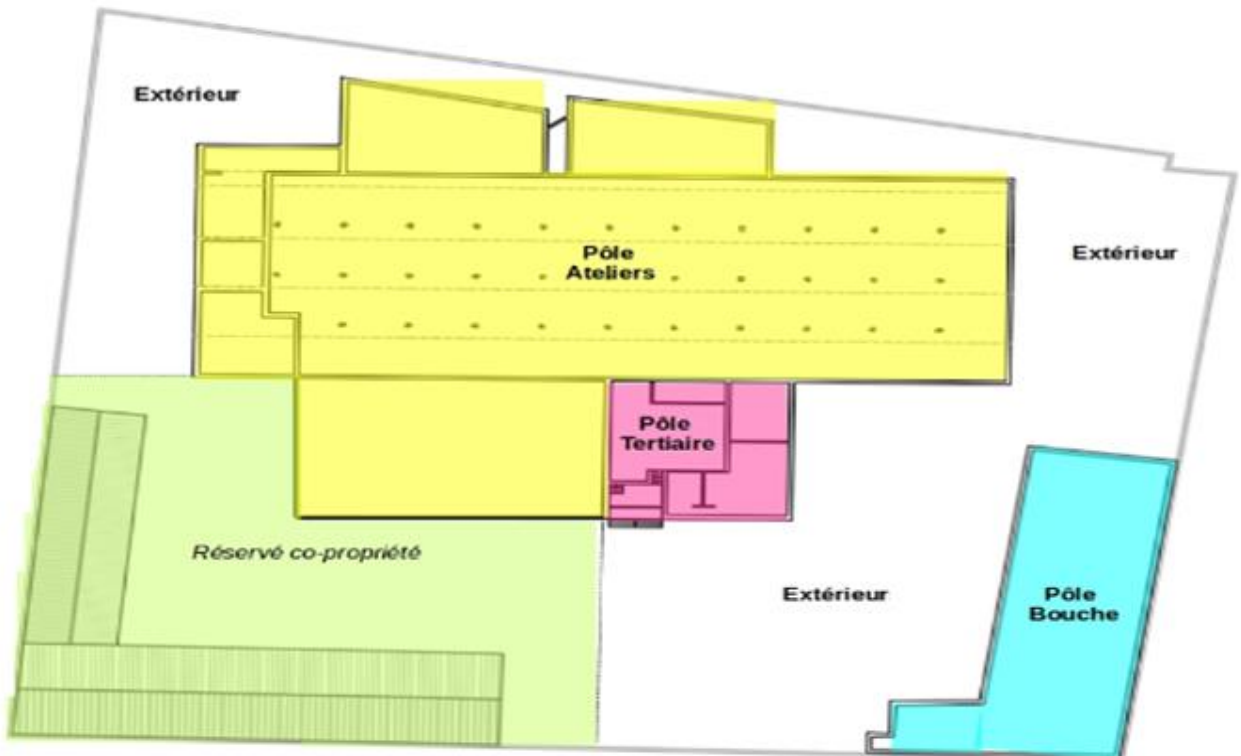 Extérieur
Pôle
Ateliers
Extérieur
Pôle
Tertiaire
Réservé co-propriété
Extérieur
Pôle
Bouche